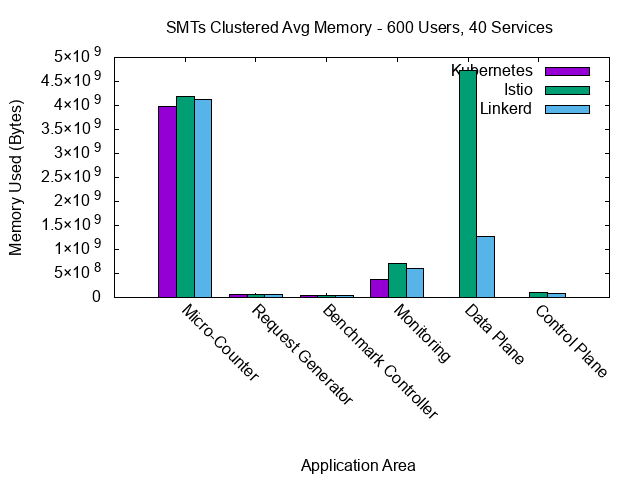 SMTs Clustered Avg Memory - 600 Users, 40 Services
Memory Used (Bytes)
5×10⁹
4.5×10⁹
4×10⁹
3.5×10⁹
3×10⁹
2.5×10⁹
2×10⁹
1.5×10⁹
1×10⁹
5×10⁸
0
Kubernetes
Istio
Linkerd
Micro-Counter
Request Generator
Benchmark Controller
Monitoring
Data Plane
Control Plane
Application Area